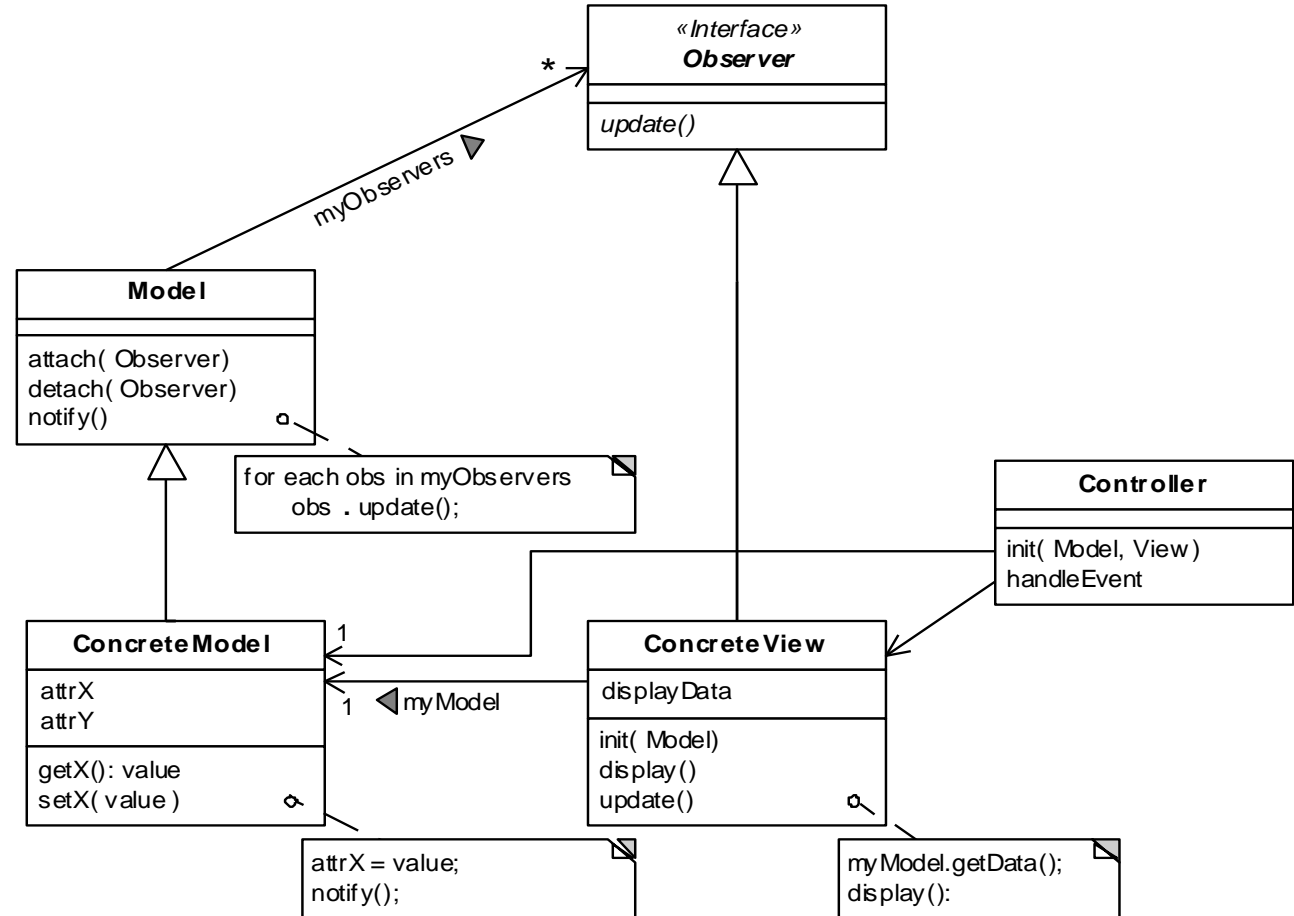 «Interface»
Observer
update()
*
myObservers
Model
attach( Observer)
detach( Observer)
notify()
for each obs in myObservers
obs . update();
Controller
init( Model, View )
handleEvent
ConcreteModel
attrX
attrY
getX(): value
setX( value )
1
1
myModel
ConcreteView
displayData
init( Model)
display()
update()
attrX = value;
notify();
myModel.getData();
display():